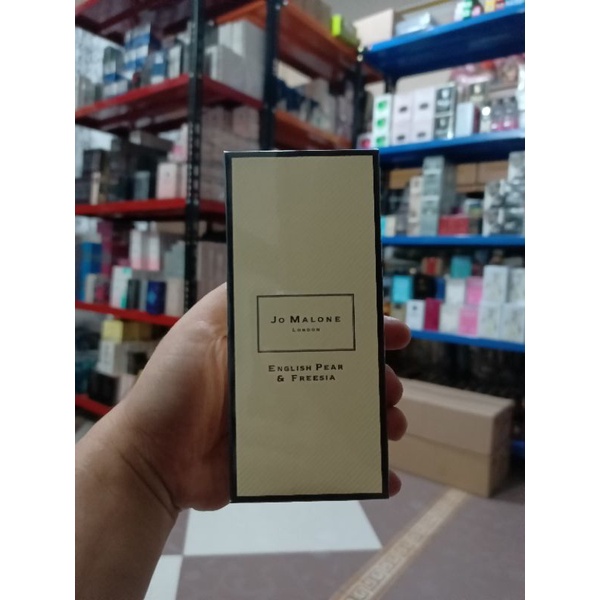 Jo Malone
London
English Pear
& Freesia